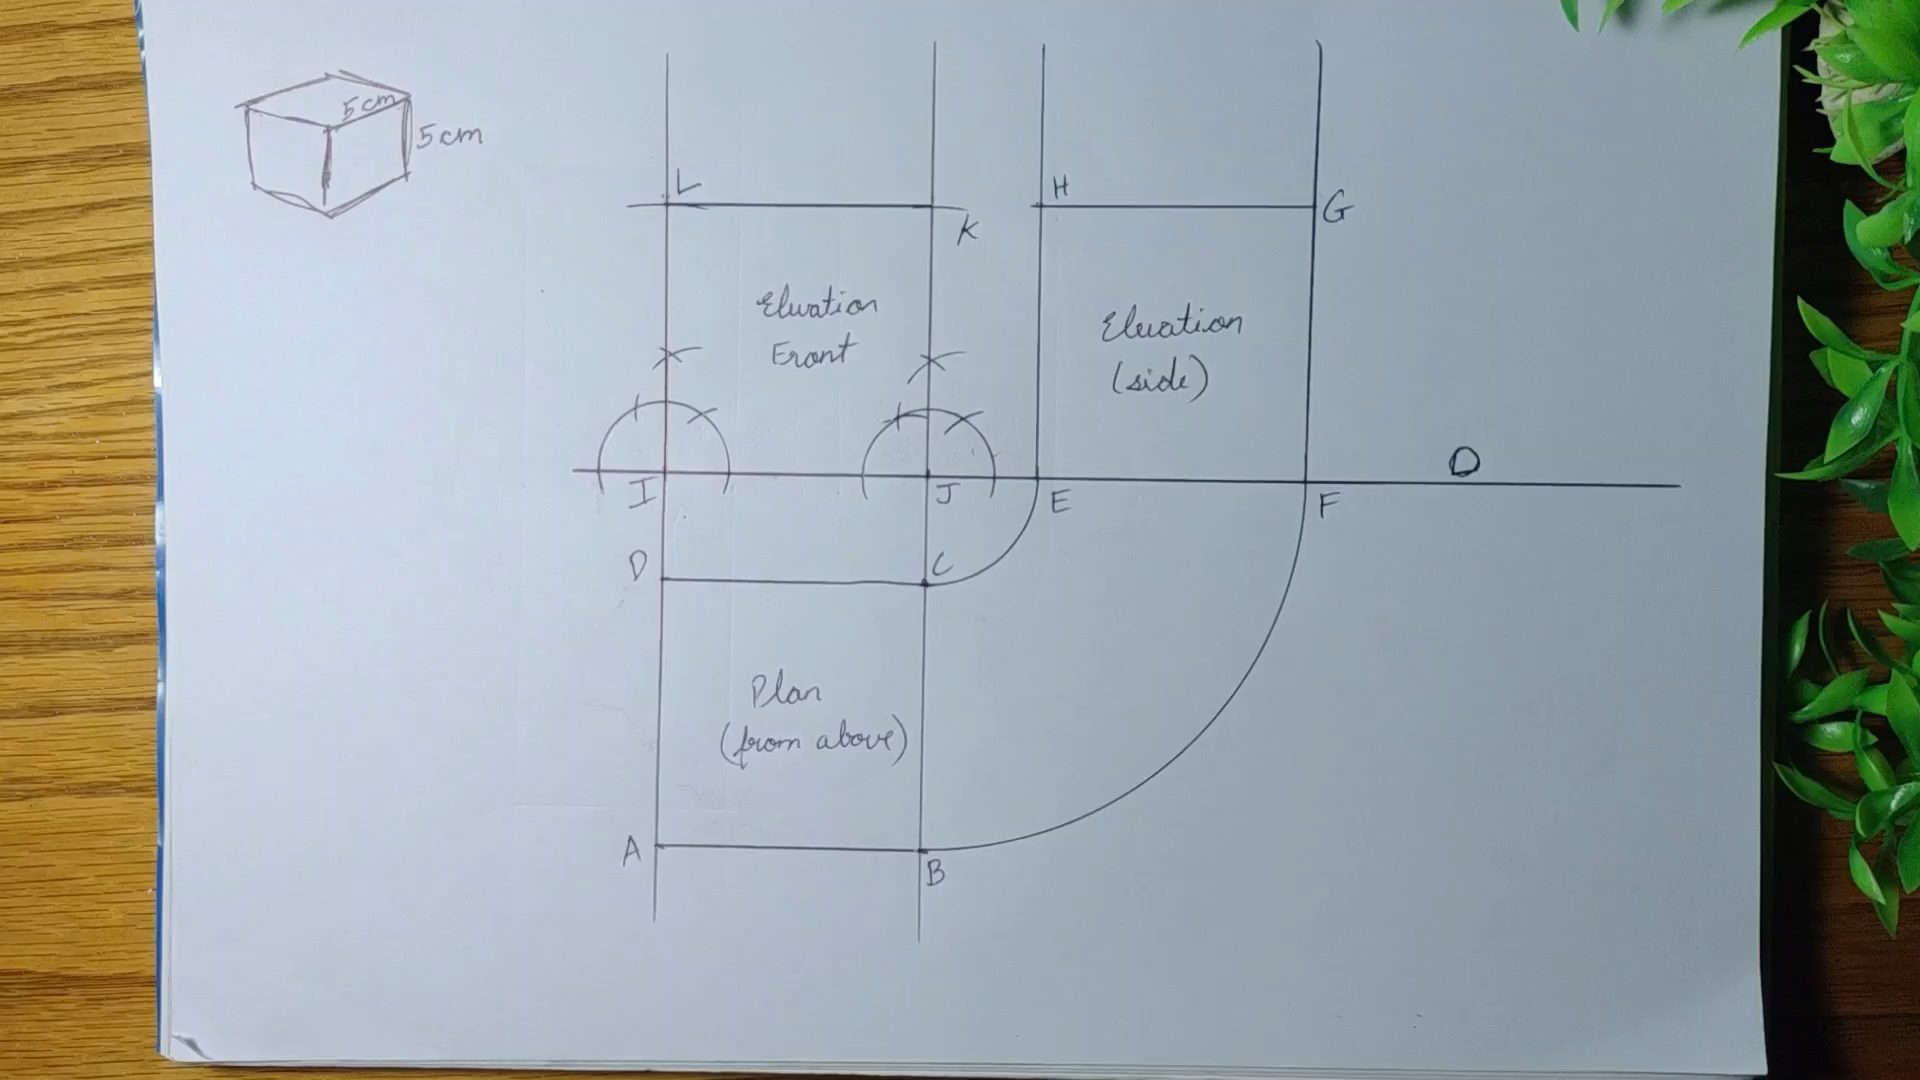 5cm
5cm
L
K
H
G
Elevation
Front
Elevation
(side)
I
J
E
F
O
D
C
Plan
(from above)
A
B